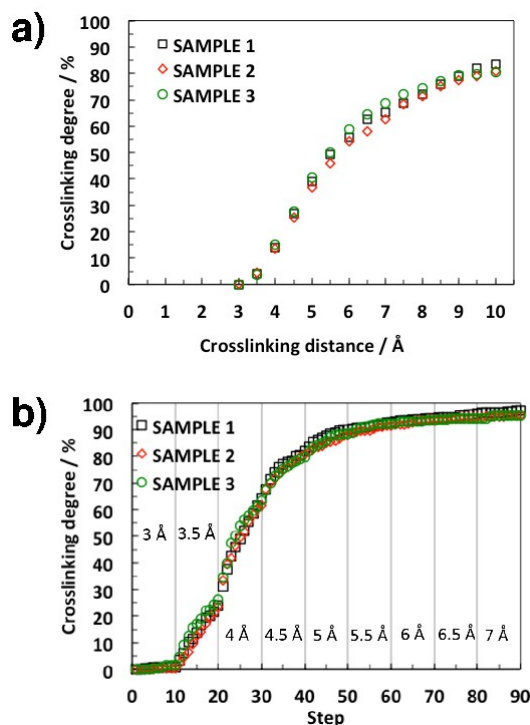 a)
Crosslinking degree / %
100
90
80
70
60
50
40
30
20
10
0
SAMPLE 1
SAMPLE 2
SAMPLE 3
0 1 2 3 4 5 6 7 8 9 10
Crosslinking distance / Å
b)
Crosslinking degree / %
100
90
80
70
60
50
40
30
20
10
0
SAMPLE 1
SAMPLE 2
SAMPLE 3
3 Å 3.5 Å
4 Å 4.5 Å 5 Å 5.5 Å 6 Å 6.5 Å 7 Å
0 10 20 30 40 50 60 70 80 90
Step